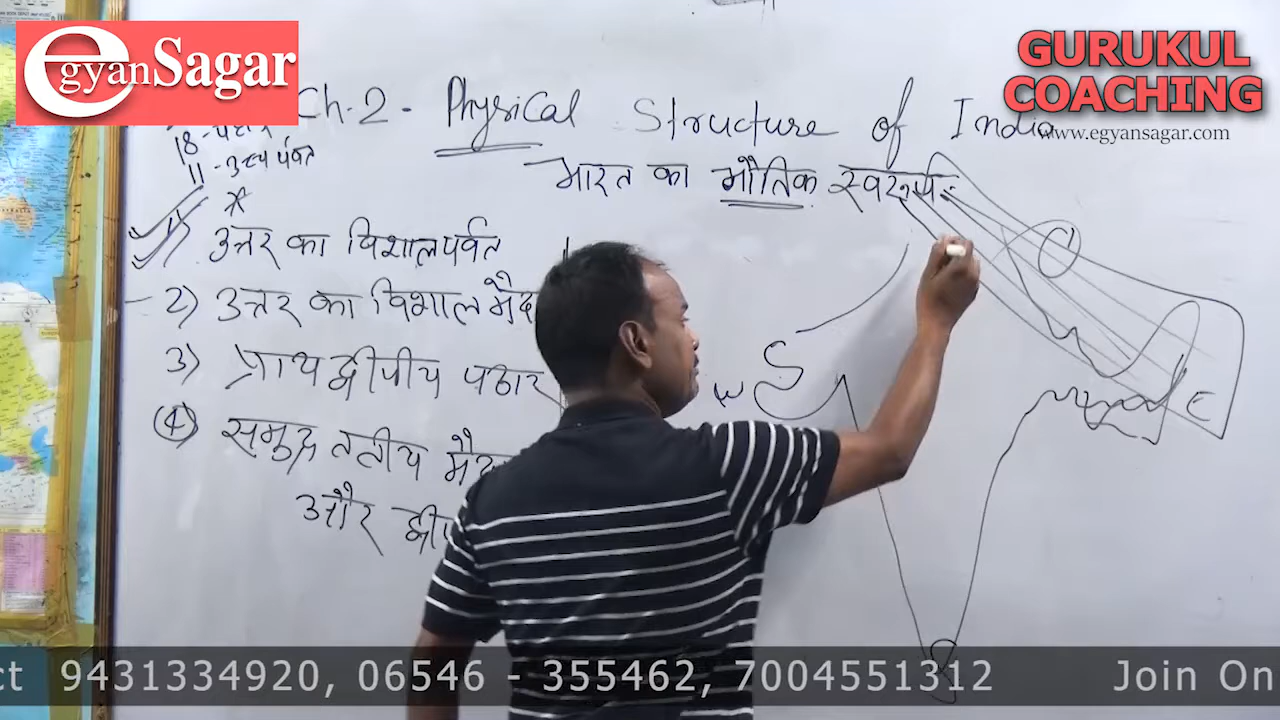 egyanSagar
GURUKUL
COACHING
www.egyansagar.com
Ch-2 - Physical Structure of India
18 -
11 - उच्च पर्वत
भारत का भौतिक स्वरूप
1) उत्तर का विशाल पर्वत
2) उत्तर का विशाल मैद
3) प्रायद्वीपीय पठार
(4) समुद्र तटीय मैद
और द्वीप
W
E
ct 9431334920, 06546 - 355462, 7004551312 Join On